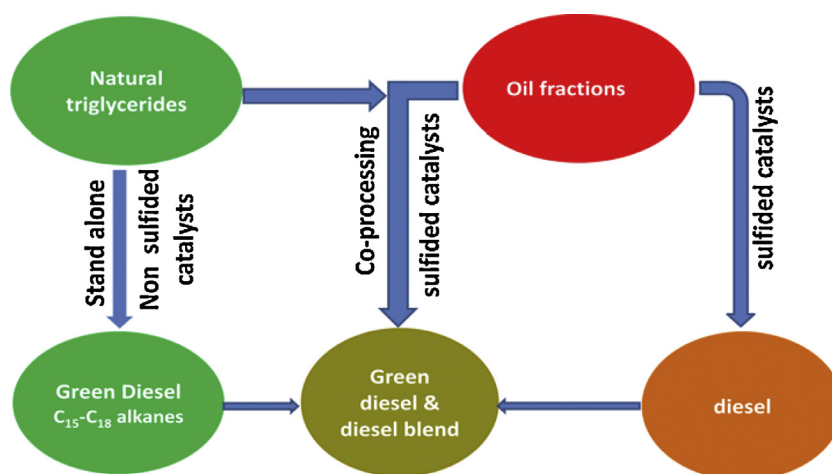 Natural
triglycerides
Oil fractions
Stand alone
Non sulfided
catalysts
Co-processing
sulfided catalysts
sulfided catalysts
Green Diesel
C₁₅-C₁₈ alkanes
Green
diesel &
diesel blend
diesel